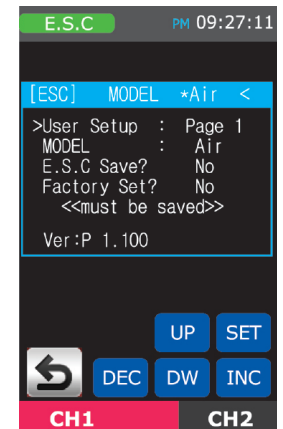 E.S.C PM 09:27:11
[ESC] MODEL *Air <
>User Setup : Page 1
MODEL : Air
E.S.C Save? No
Factory Set? No
<<must be saved>>
Ver:P 1.100
UP SET
DEC DW INC
CH1 CH2